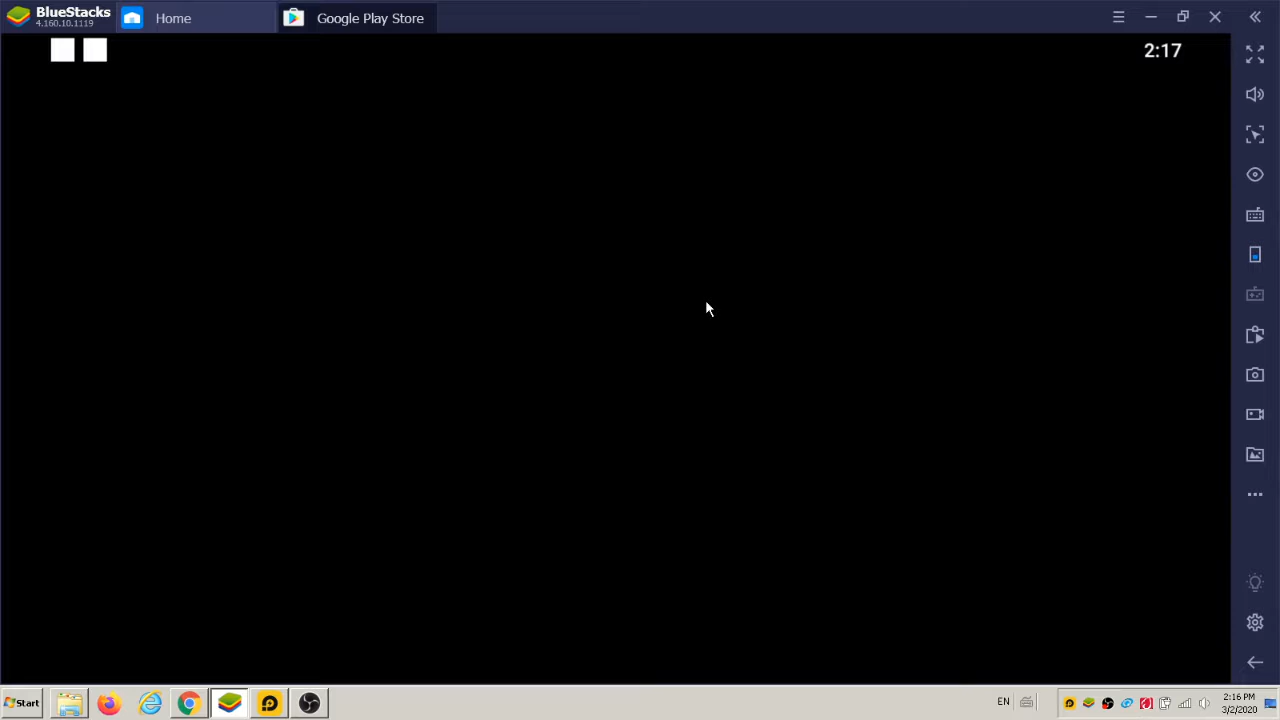 BlueStacks
4.160.10.1119
Home
Google Play Store
2:17
Start
EN
2:16 PM
3/2/2020